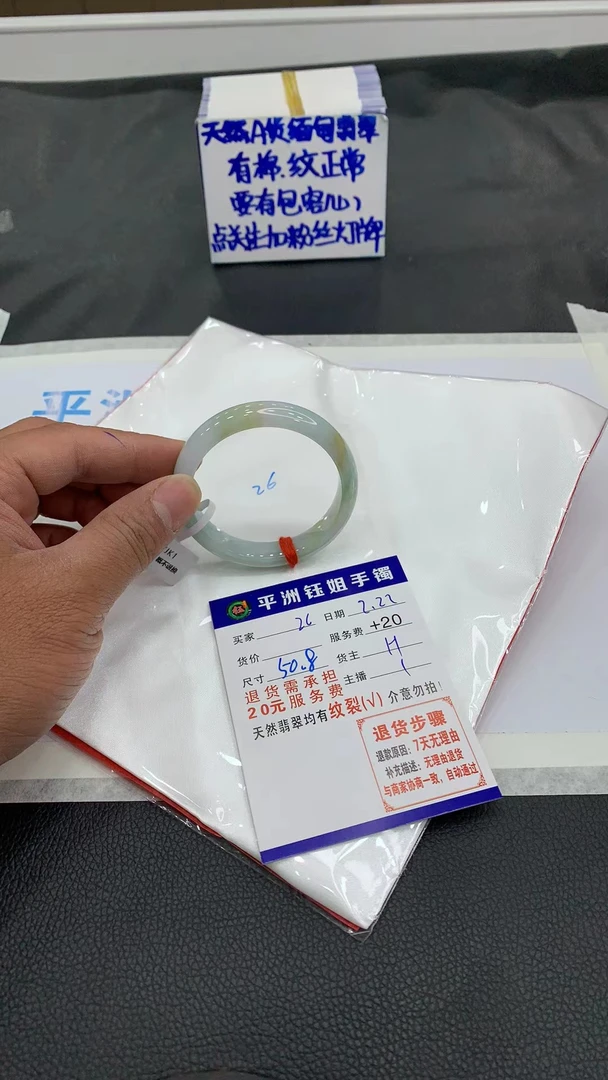 天然A货缅甸翡翠
有棉.纹正常
要有包容心
点关注加粉丝灯牌
平洲
26
概不退换
平洲钰姐手镯
买家 26 日期 2.22
货价 服务费 +20
尺寸 50.8 货主 H
退货需承担 主播 1
20元服务费
天然翡翠均有纹裂(√) 介意勿拍!
退货步骤
退款原因: 7天无理由
补充描述: 无理由退货
与商家协商一致, 自动通过